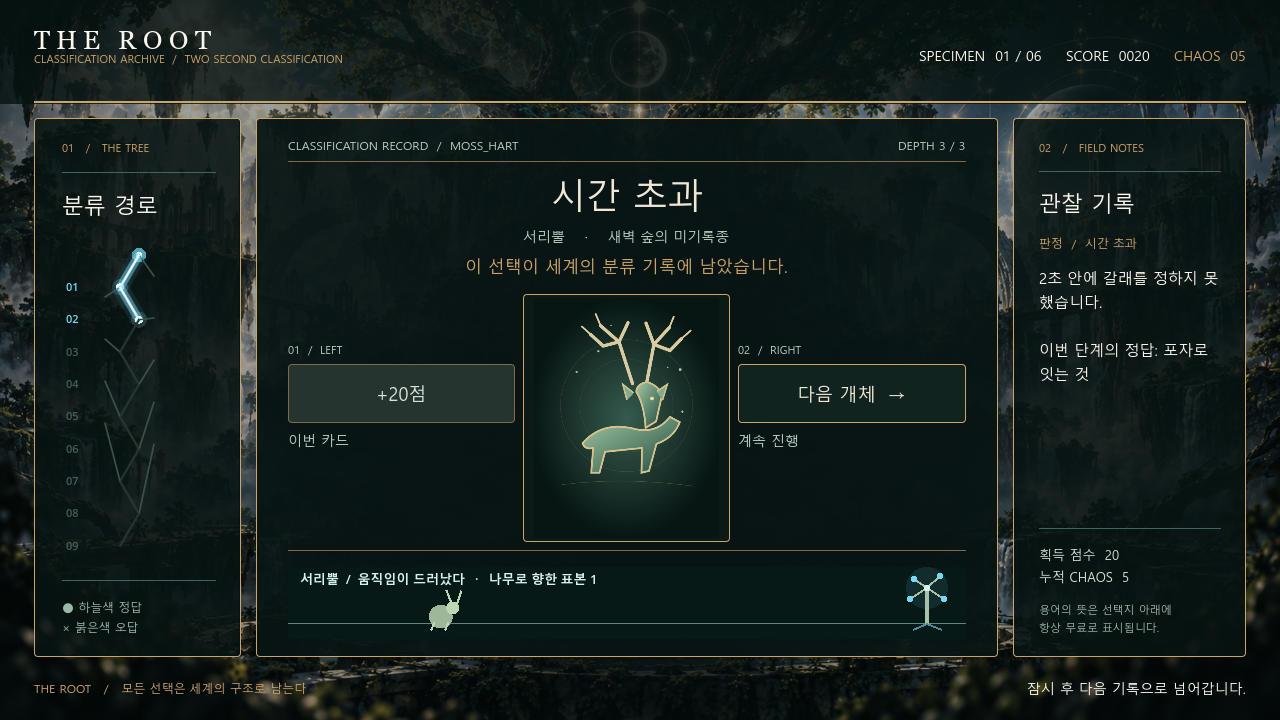 THE ROOT
CLASSIFICATION ARCHIVE / TWO SECOND CLASSIFICATION
SPECIMEN 01 / 06 SCORE 0020 CHAOS 05
01 / THE TREE
분류 경로
01
02
03
04
05
06
07
08
09
● 하늘색 정답
× 붉은색 오답
CLASSIFICATION RECORD / MOSS_HART
DEPTH 3 / 3
시간 초과
서리뿔 · 새벽 숲의 미기록종
이 선택이 세계의 분류 기록에 남았습니다.
01 / LEFT
+20점
이번 카드
02 / RIGHT
다음 개체 →
계속 진행
서리뿔 / 움직임이 드러났다 · 나무로 향한 표본 1
02 / FIELD NOTES
관찰 기록
판정 / 시간 초과
2초 안에 갈래를 정하지 못
했습니다.
이번 단계의 정답: 포자로
잇는 것
획득 점수 20
누적 CHAOS 5
용어의 뜻은 선택지 아래에
항상 무료로 표시됩니다.
THE ROOT / 모든 선택은 세계의 구조로 남는다
잠시 후 다음 기록으로 넘어갑니다.